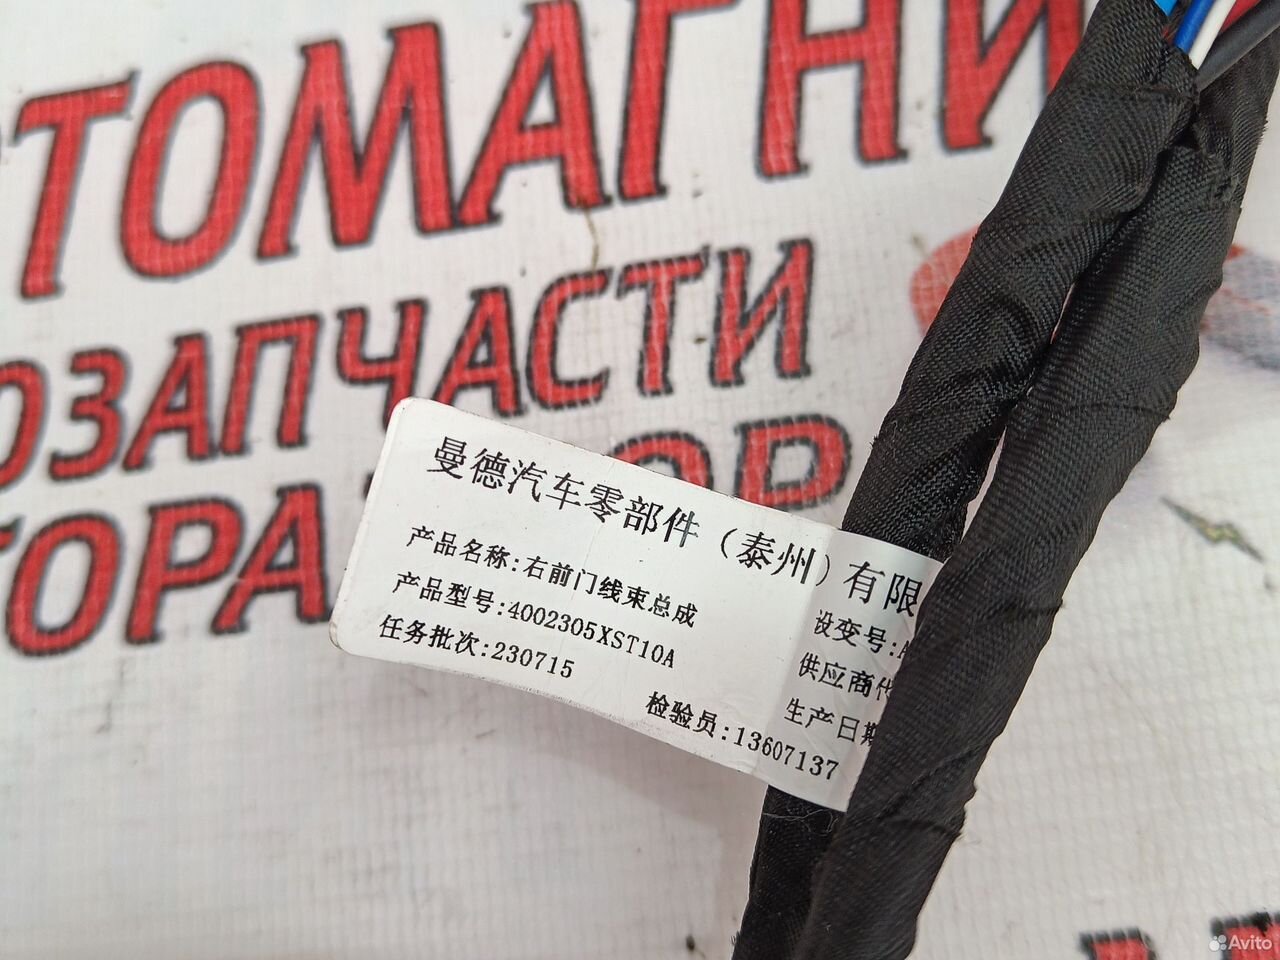 ТОМАГНИ
ОЗАПЧАСТИ
ТОРА
曼德汽车零部件（泰州）有限
产品名称:右前门线束总成
产品型号:4002305XST10A
任务批次:230715
检验员:13607137
设变号:A
供应商代
生产日期
Avito